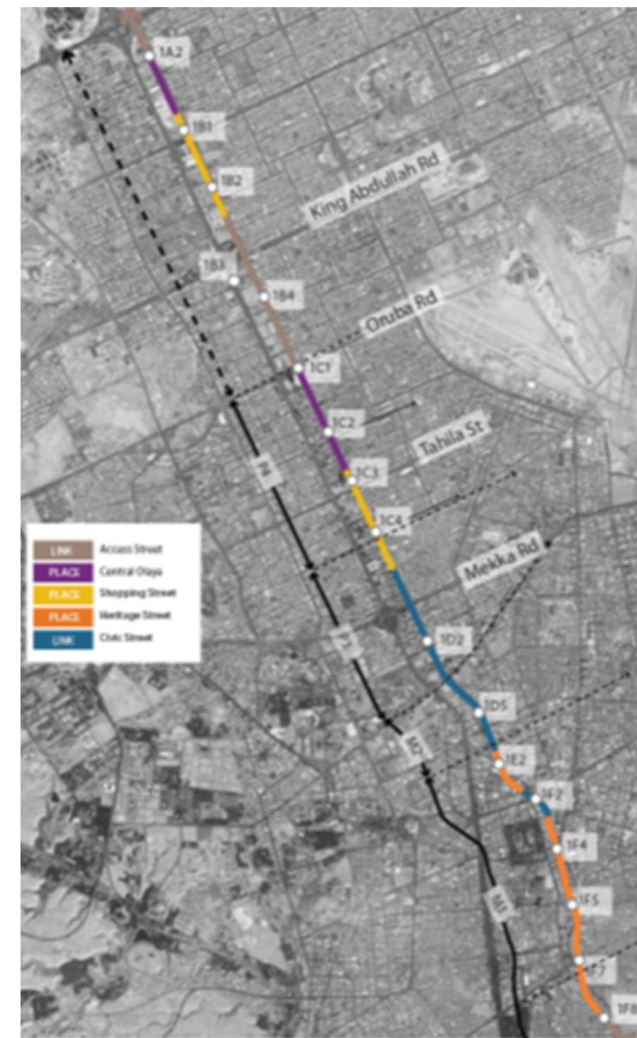 1A2
1B1
1B2
King Abdullah Rd
1B3
1B4
Oruba Rd
1C1
1C2
Tahlia St
1C3
1C4
Mekka Rd
LINK Access Street
PLACE Central Olaya
PLACE Shopping Street
PLACE Heritage Street
LINK Civic Street
1D2
1D5
1E2
1F2
1F4
1F5
1F7
1F8